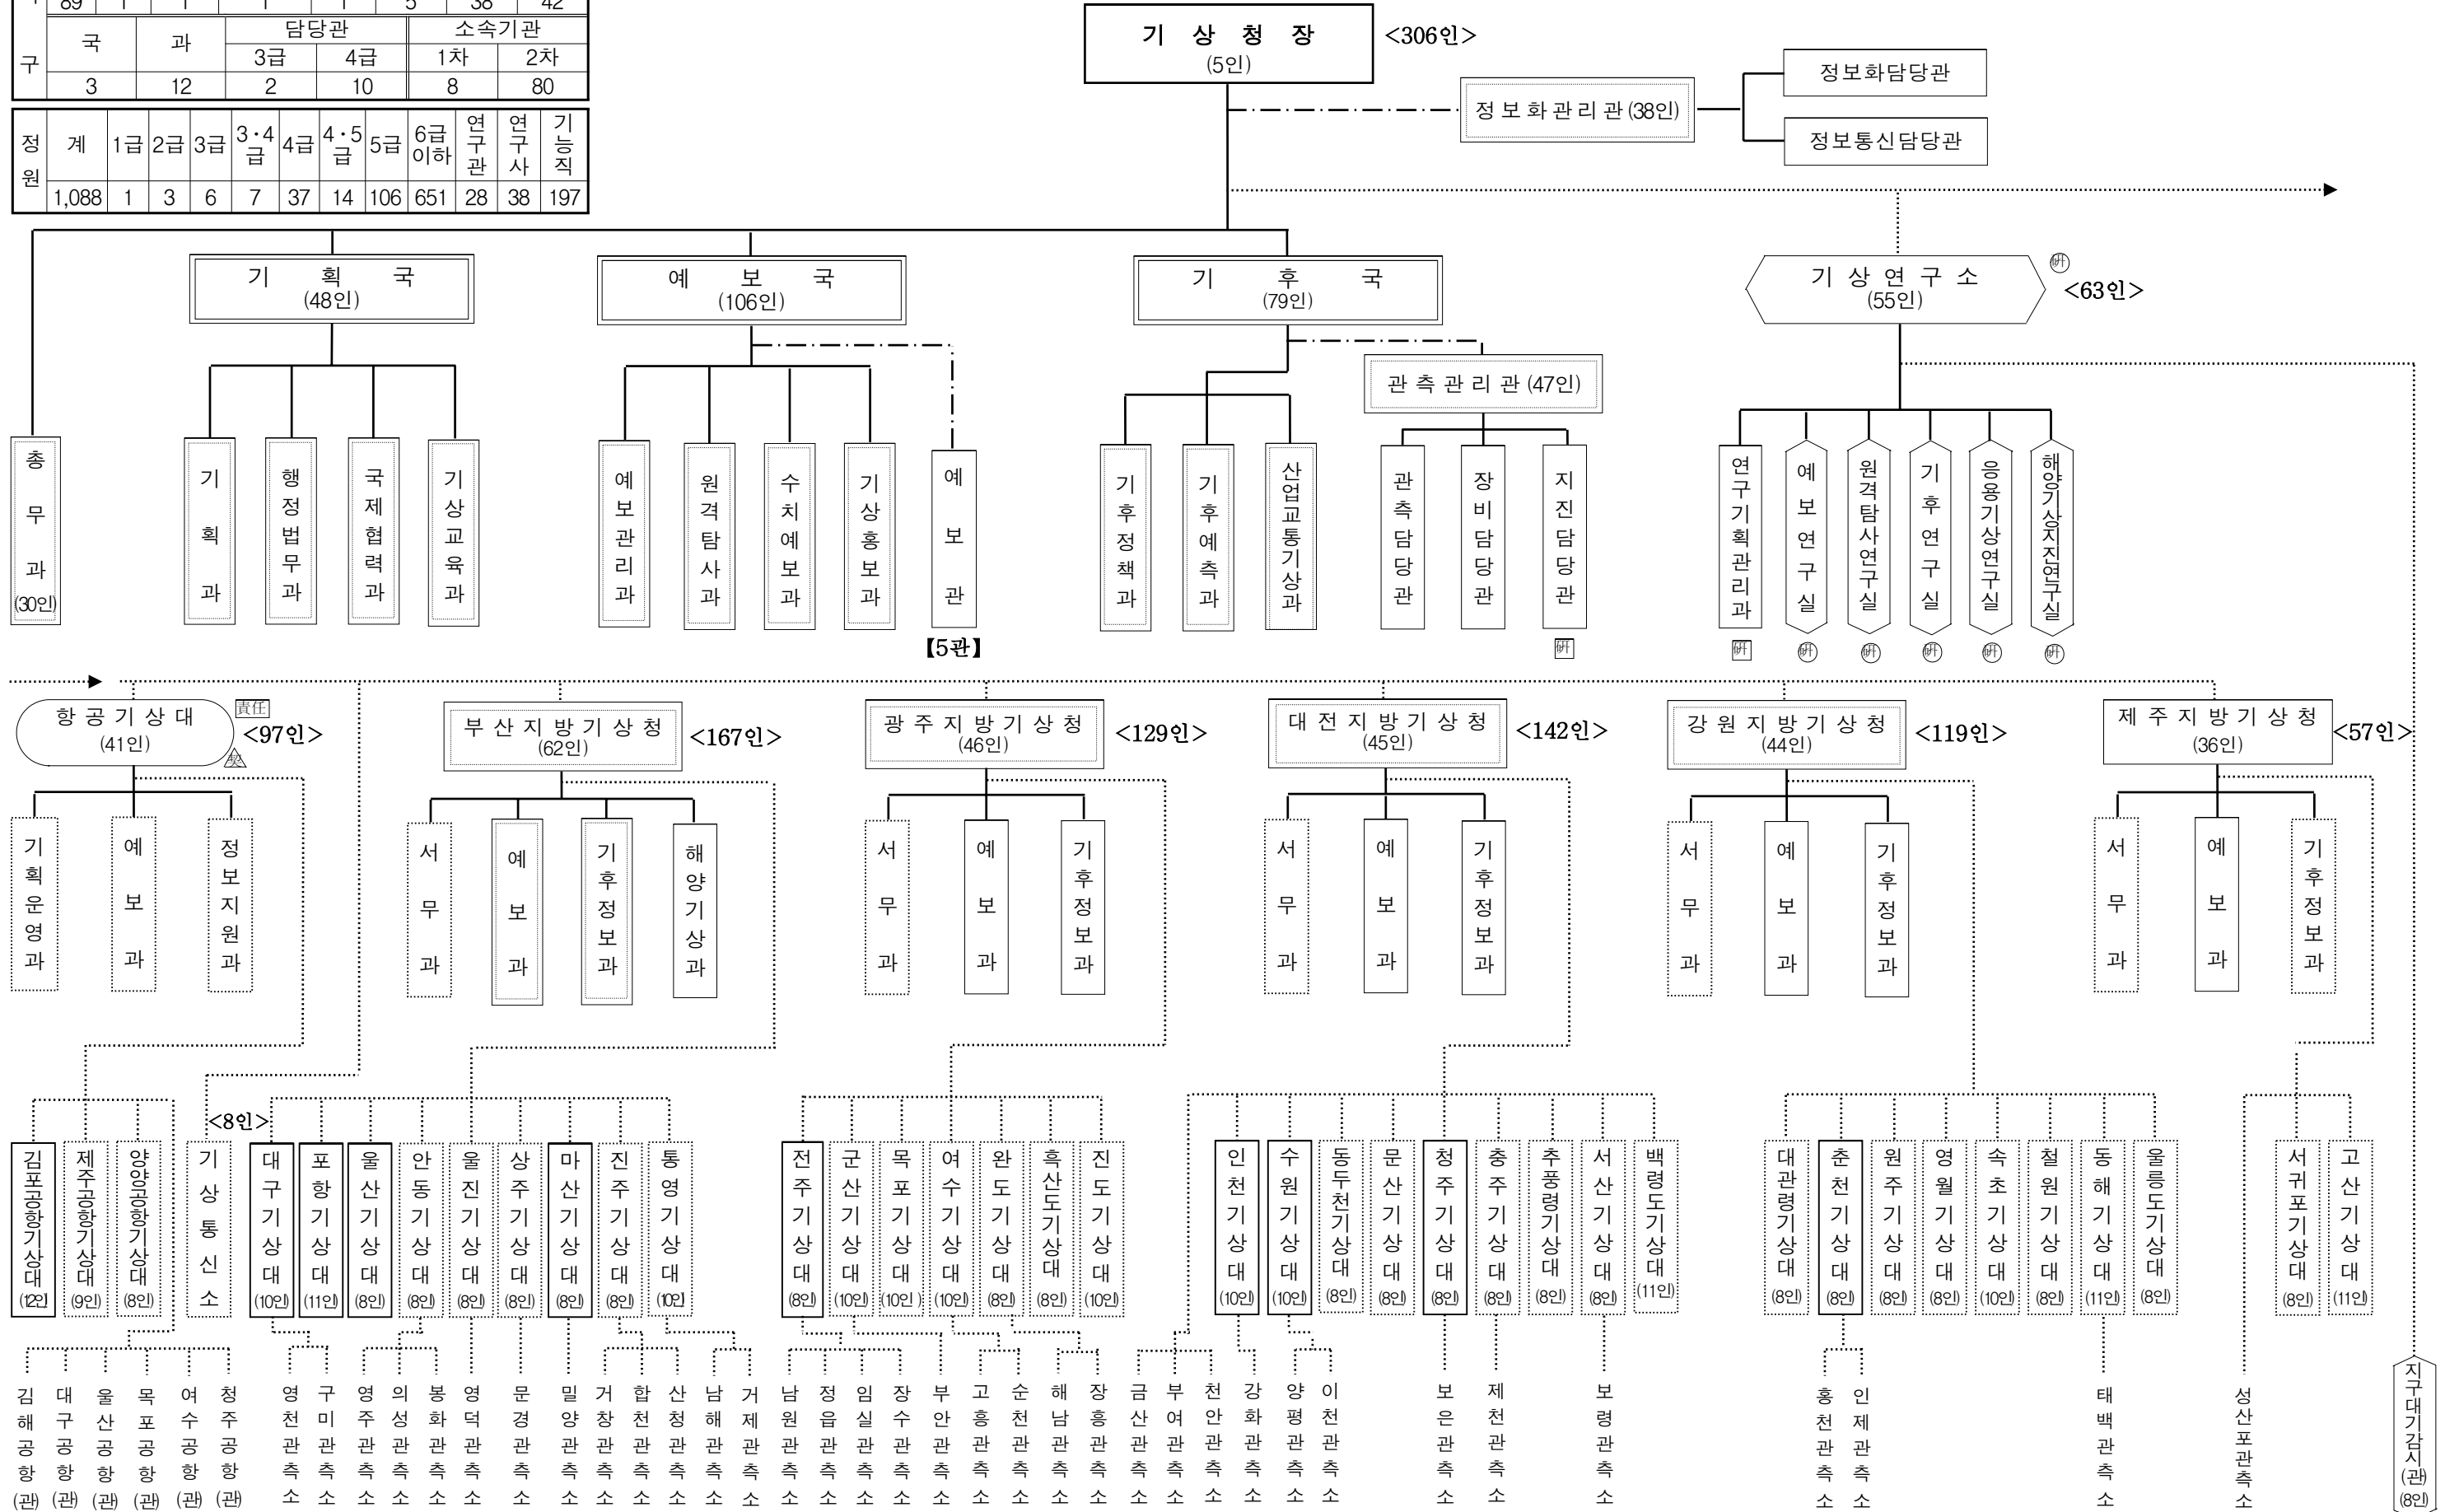 89 1 1 1 1 5 38 42
구
국 과 담당관 소속기관
3급 4급 1차 2차
3 12 2 10 8 80
정원 계 1급 2급 3급 3·4급 4급 4·5급 5급 6급이하 연구관 연구사 기능직
1,088 1 3 6 7 37 14 106 651 28 38 197
기 상 청 장 <306인>
(5인)
정보화관리관(38인)
정보화담당관
정보통신담당관
기 획 국
(48인)
예 보 국
(106인)
기 후 국
(79인)
기 상 연 구 소
(55인)
<63인>
관 측 관 리 관 (47인)
총무과
(30인)
기획과
행정법무과
국제협력과
기상교육과
예보관리과
원격탐사과
수치예보과
기상홍보과
예보관
【5관】
기후정책과
기후예측과
산업교통기상과
관측담당관
장비담당관
지진담당관
硏
연구기획관리과
硏
예보연구실
硏
원격탐사연구실
硏
기후연구실
硏
응용기상연구실
硏
해양기상지진연구실
硏
항 공 기 상 대
(41인)
責任
<97인>
부 산 지 방 기 상 청
(62인)
<167인>
광 주 지 방 기 상 청
(46인)
<129인>
대 전 지 방 기 상 청
(45인)
<142인>
강 원 지 방 기 상 청
(44인)
<119인>
제 주 지 방 기 상 청
(36인)
<57인>
기획운영과
예보과
정보지원과
서무과
예보과
기후정보과
해양기상과
서무과
예보과
기후정보과
서무과
예보과
기후정보과
서무과
예보과
기후정보과
서무과
예보과
기후정보과
김포공항기상대
(12인)
제주공항기상대
(9인)
양양공항기상대
(8인)
기상통신소
<8인>
대구기상대
(10인)
포항기상대
(11인)
울산기상대
(8인)
안동기상대
(8인)
울진기상대
(8인)
상주기상대
(8인)
마산기상대
(8인)
진주기상대
(8인)
통영기상대
(10인)
전주기상대
(8인)
군산기상대
(10인)
목포기상대
(10인)
여수기상대
(10인)
완도기상대
(8인)
흑산도기상대
(8인)
진도기상대
(10인)
인천기상대
(10인)
수원기상대
(10인)
동두천기상대
(8인)
문산기상대
(8인)
청주기상대
(8인)
충주기상대
(8인)
추풍령기상대
(8인)
서산기상대
(8인)
백령도기상대
(11인)
대관령기상대
(8인)
춘천기상대
(8인)
원주기상대
(8인)
영월기상대
(8인)
속초기상대
(10인)
철원기상대
(8인)
동해기상대
(11인)
울릉도기상대
(8인)
서귀포기상대
(8인)
고산기상대
(11인)
김해공항(관)
대구공항(관)
울산공항(관)
목포공항(관)
여수공항(관)
청주공항(관)
영천관측소
구미관측소
영주관측소
의성관측소
봉화관측소
영덕관측소
문경관측소
밀양관측소
거창관측소
합천관측소
산청관측소
남해관측소
거제관측소
남원관측소
정읍관측소
임실관측소
장수관측소
부안관측소
고흥관측소
순천관측소
해남관측소
장흥관측소
금산관측소
부여관측소
천안관측소
강화관측소
양평관측소
이천관측소
보은관측소
제천관측소
보령관측소
홍천관측소
인제관측소
태백관측소
성산포관측소
지구대기감시(관)
(8인)